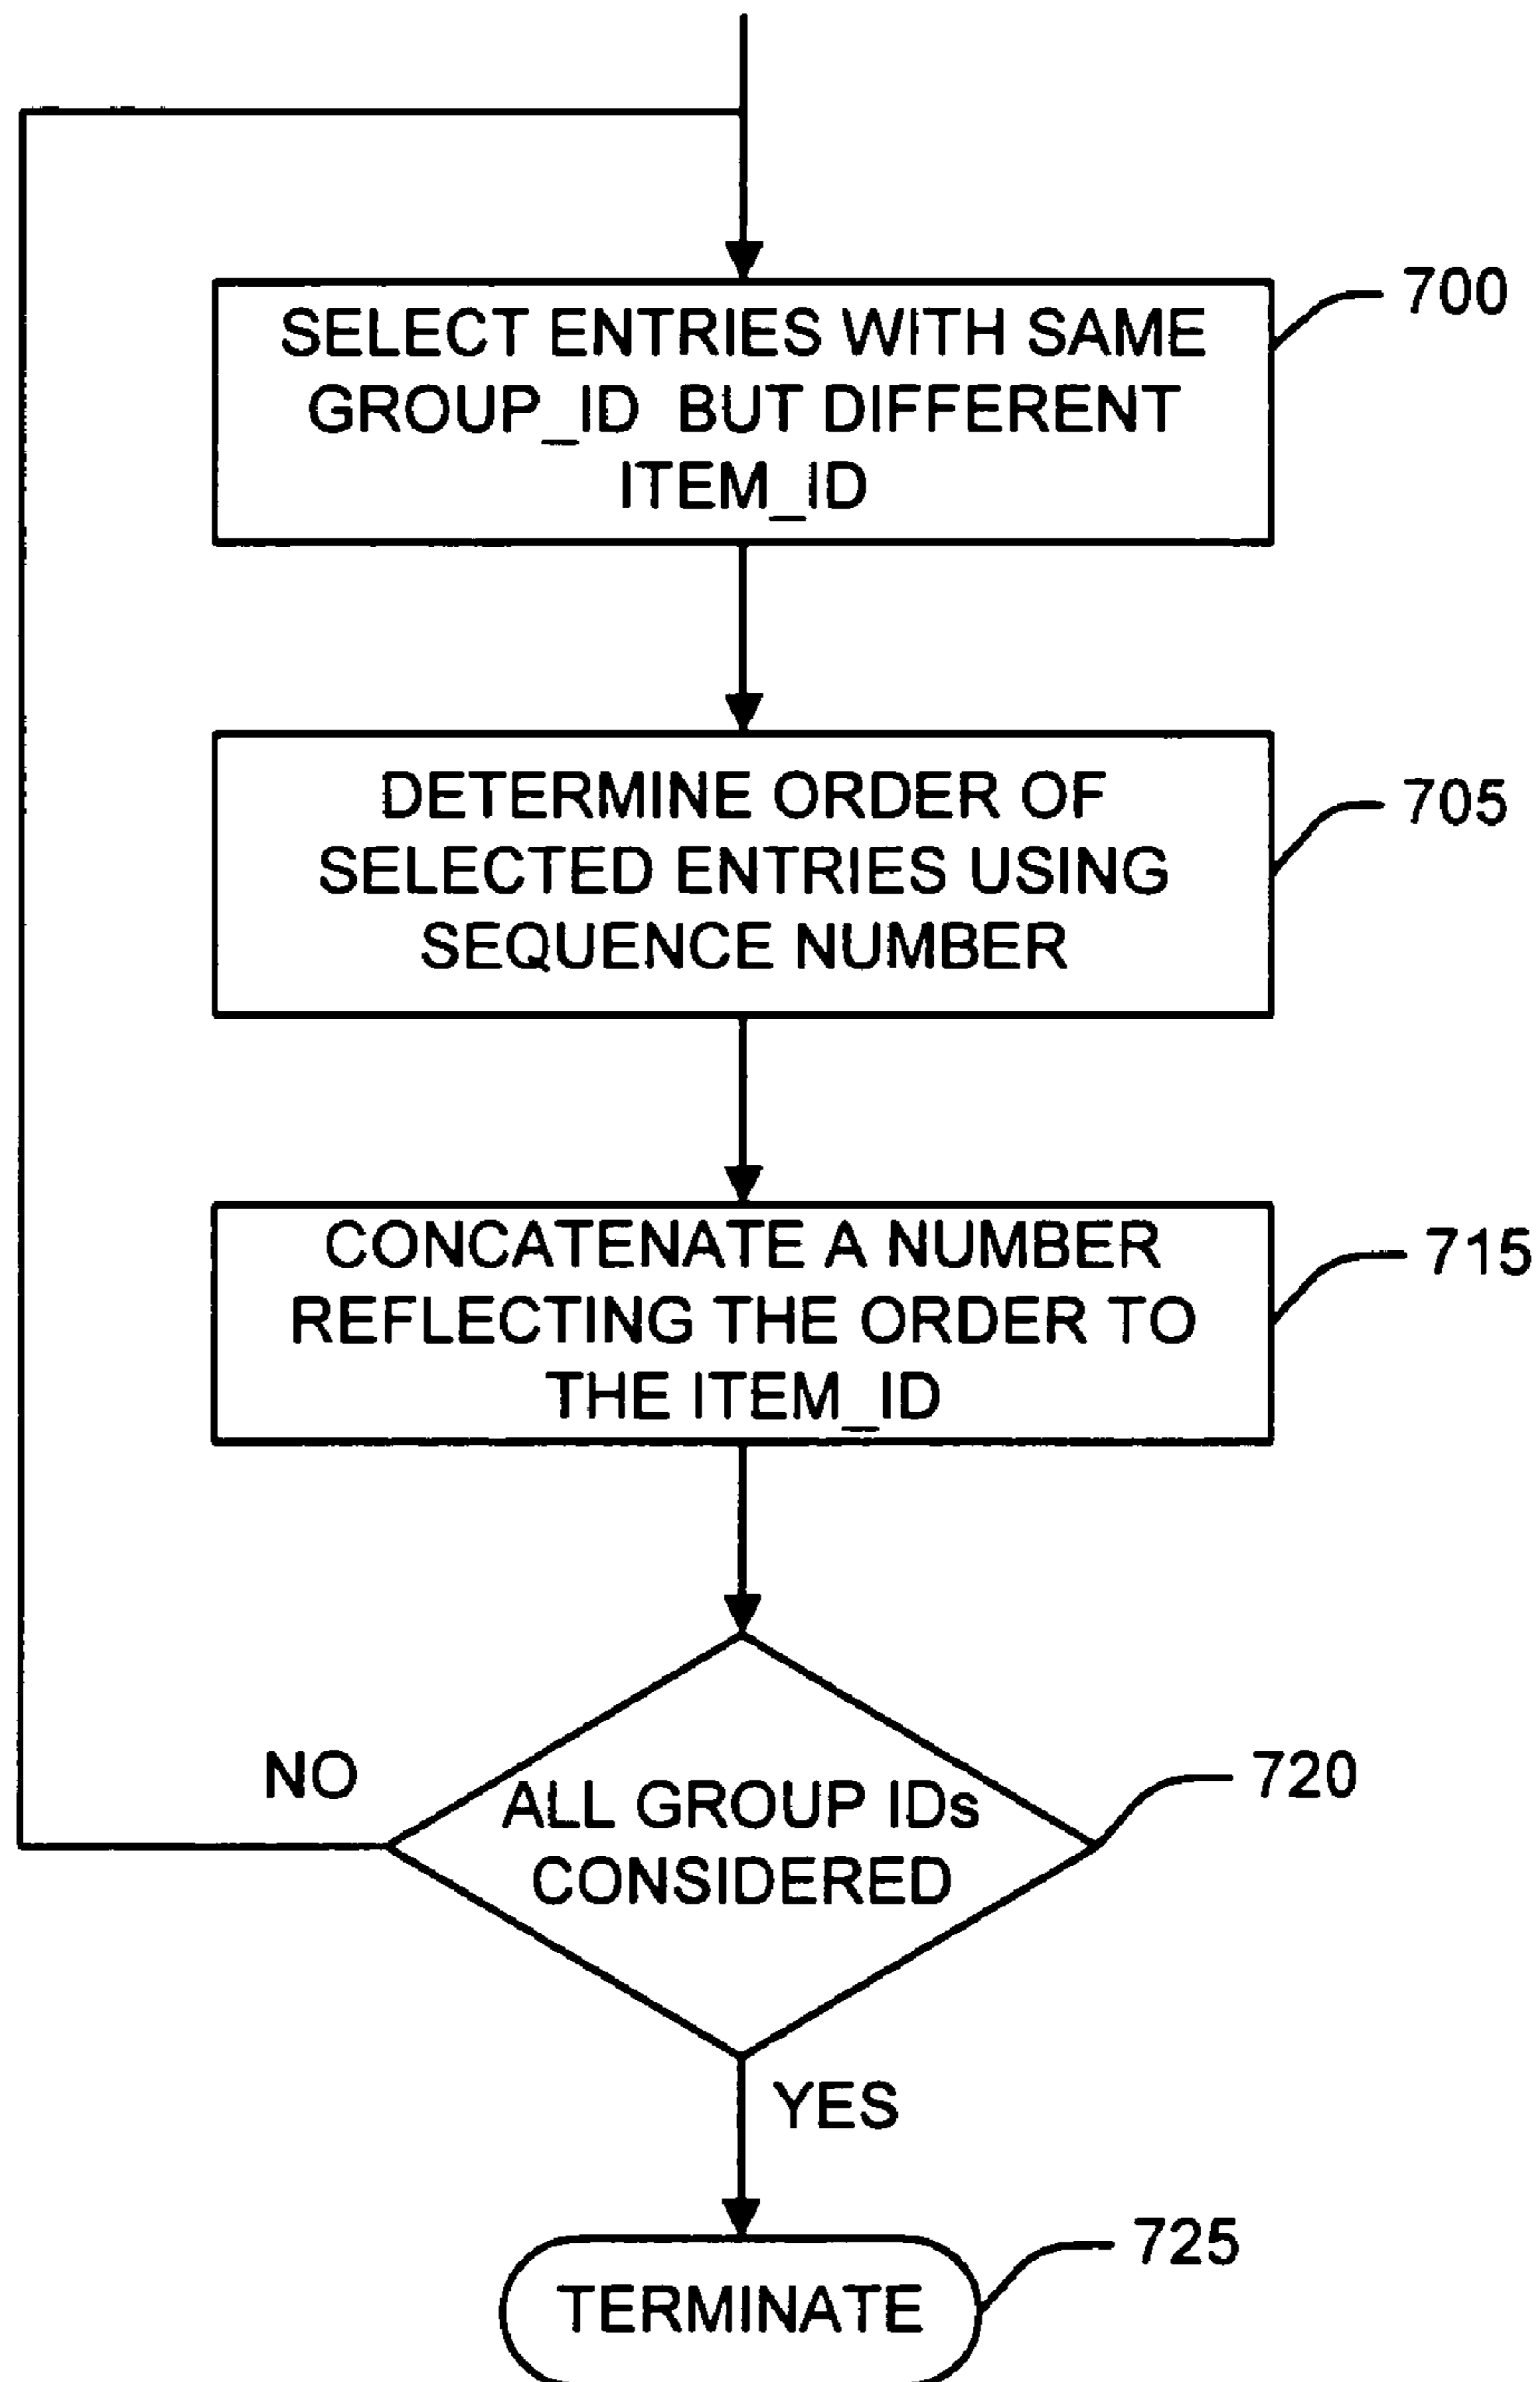 700
SELECT ENTRIES WITH SAME
GROUP_ID BUT DIFFERENT
ITEM_ID
705
DETERMINE ORDER OF
SELECTED ENTRIES USING
SEQUENCE NUMBER
715
CONCATENATE A NUMBER
REFLECTING THE ORDER TO
THE ITEM_ID
NO
720
ALL GROUP IDs
CONSIDERED
YES
725
TERMINATE